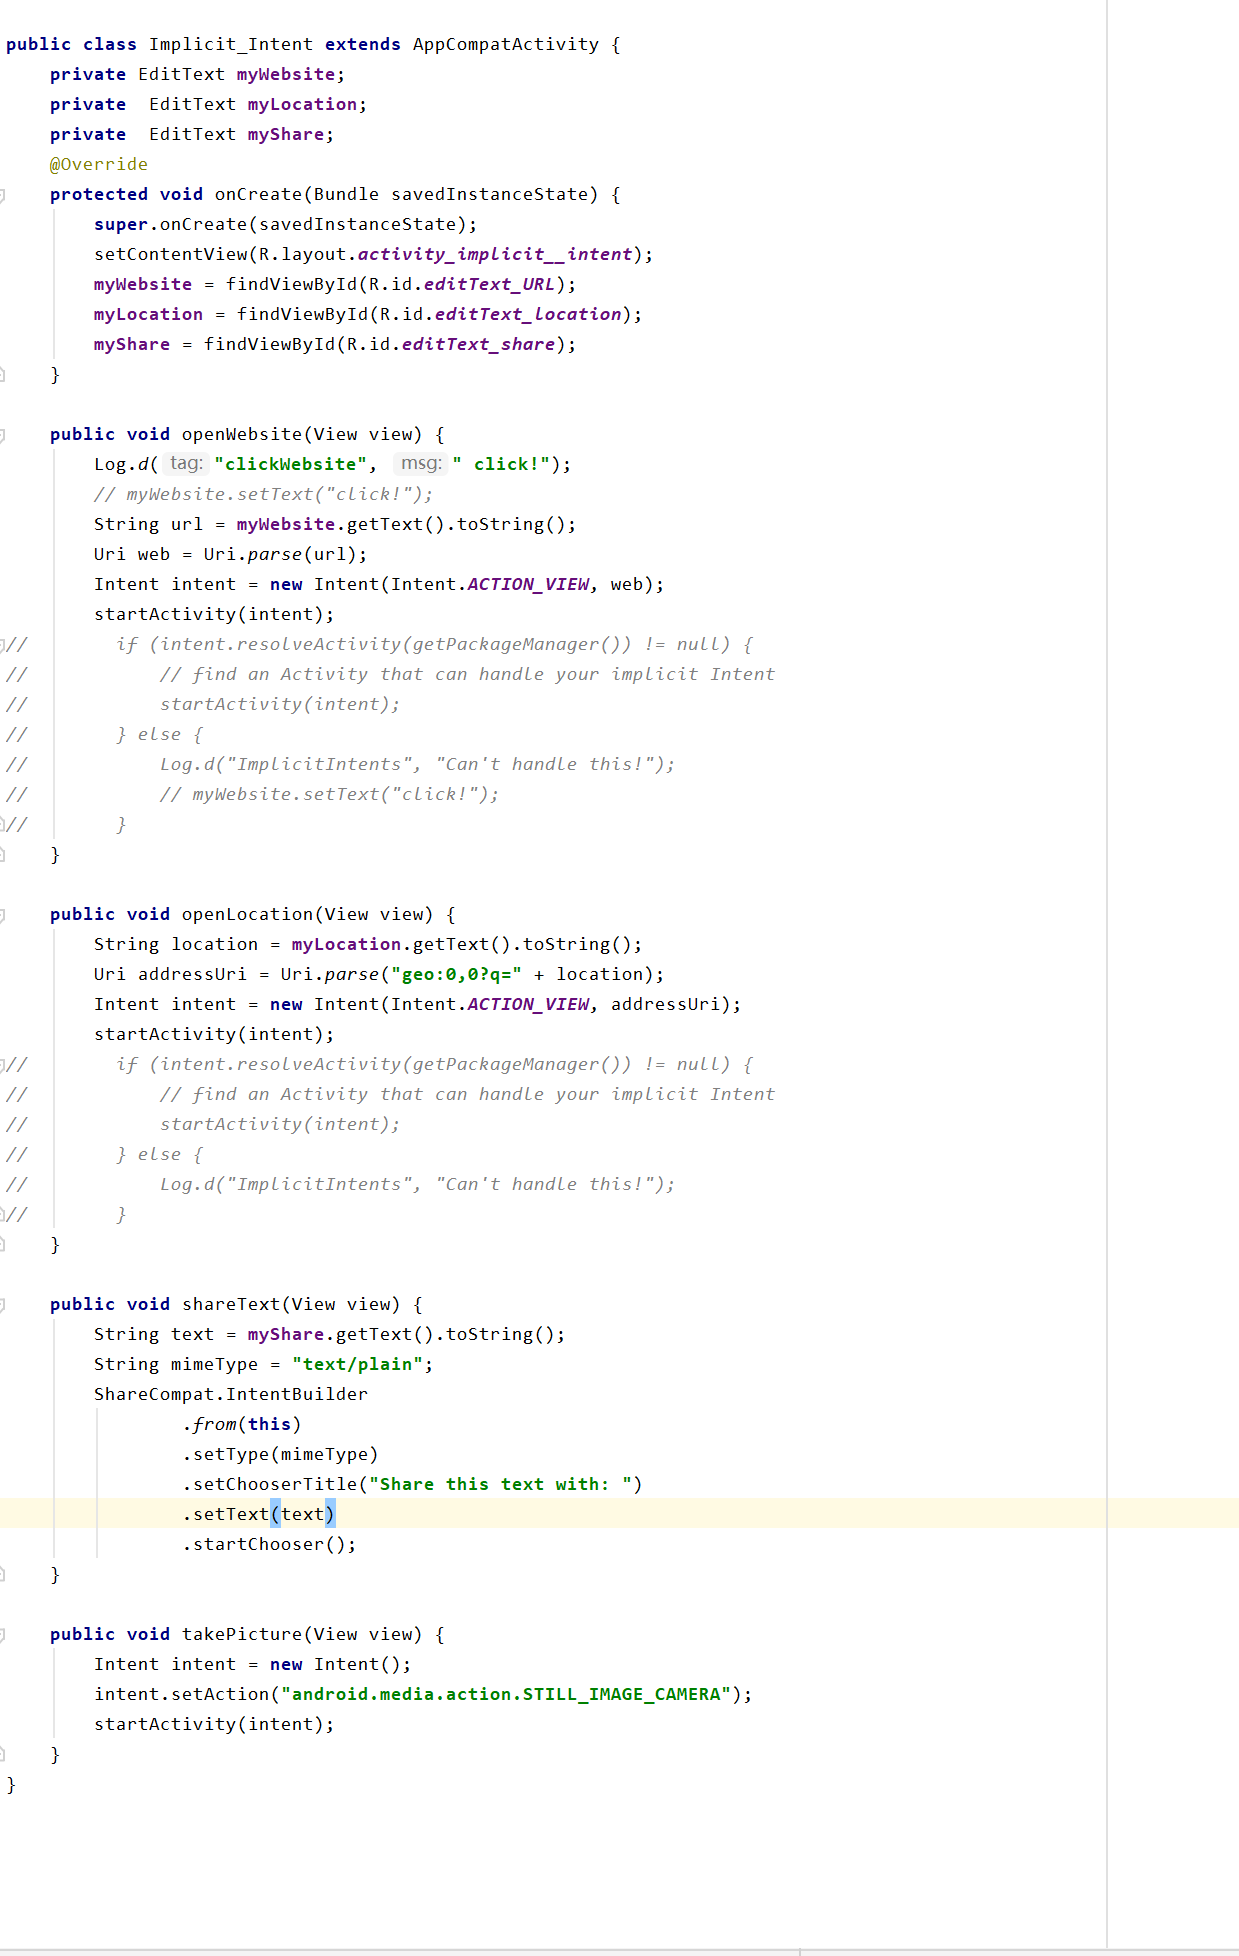 public class Implicit_Intent extends AppCompatActivity {
    private EditText myWebsite;
    private  EditText myLocation;
    private  EditText myShare;
    @Override
    protected void onCreate(Bundle savedInstanceState) {
        super.onCreate(savedInstanceState);
        setContentView(R.layout.activity_implicit__intent);
        myWebsite = findViewById(R.id.editText_URL);
        myLocation = findViewById(R.id.editText_location);
        myShare = findViewById(R.id.editText_share);
    }

    public void openWebsite(View view) {
        Log.d( tag: "clickWebsite",  msg: " click!");
        // myWebsite.setText("click!");
        String url = myWebsite.getText().toString();
        Uri web = Uri.parse(url);
        Intent intent = new Intent(Intent.ACTION_VIEW, web);
        startActivity(intent);
//        if (intent.resolveActivity(getPackageManager()) != null) {
//            // find an Activity that can handle your implicit Intent
//            startActivity(intent);
//        } else {
//            Log.d("ImplicitIntents", "Can't handle this!");
//            // myWebsite.setText("click!");
//        }
    }

    public void openLocation(View view) {
        String location = myLocation.getText().toString();
        Uri addressUri = Uri.parse("geo:0,0?q=" + location);
        Intent intent = new Intent(Intent.ACTION_VIEW, addressUri);
        startActivity(intent);
//        if (intent.resolveActivity(getPackageManager()) != null) {
//            // find an Activity that can handle your implicit Intent
//            startActivity(intent);
//        } else {
//            Log.d("ImplicitIntents", "Can't handle this!");
//        }
    }

    public void shareText(View view) {
        String text = myShare.getText().toString();
        String mimeType = "text/plain";
        ShareCompat.IntentBuilder
                .from(this)
                .setType(mimeType)
                .setChooserTitle("Share this text with: ")
                .setText(text)
                .startChooser();
    }

    public void takePicture(View view) {
        Intent intent = new Intent();
        intent.setAction("android.media.action.STILL_IMAGE_CAMERA");
        startActivity(intent);
    }
}